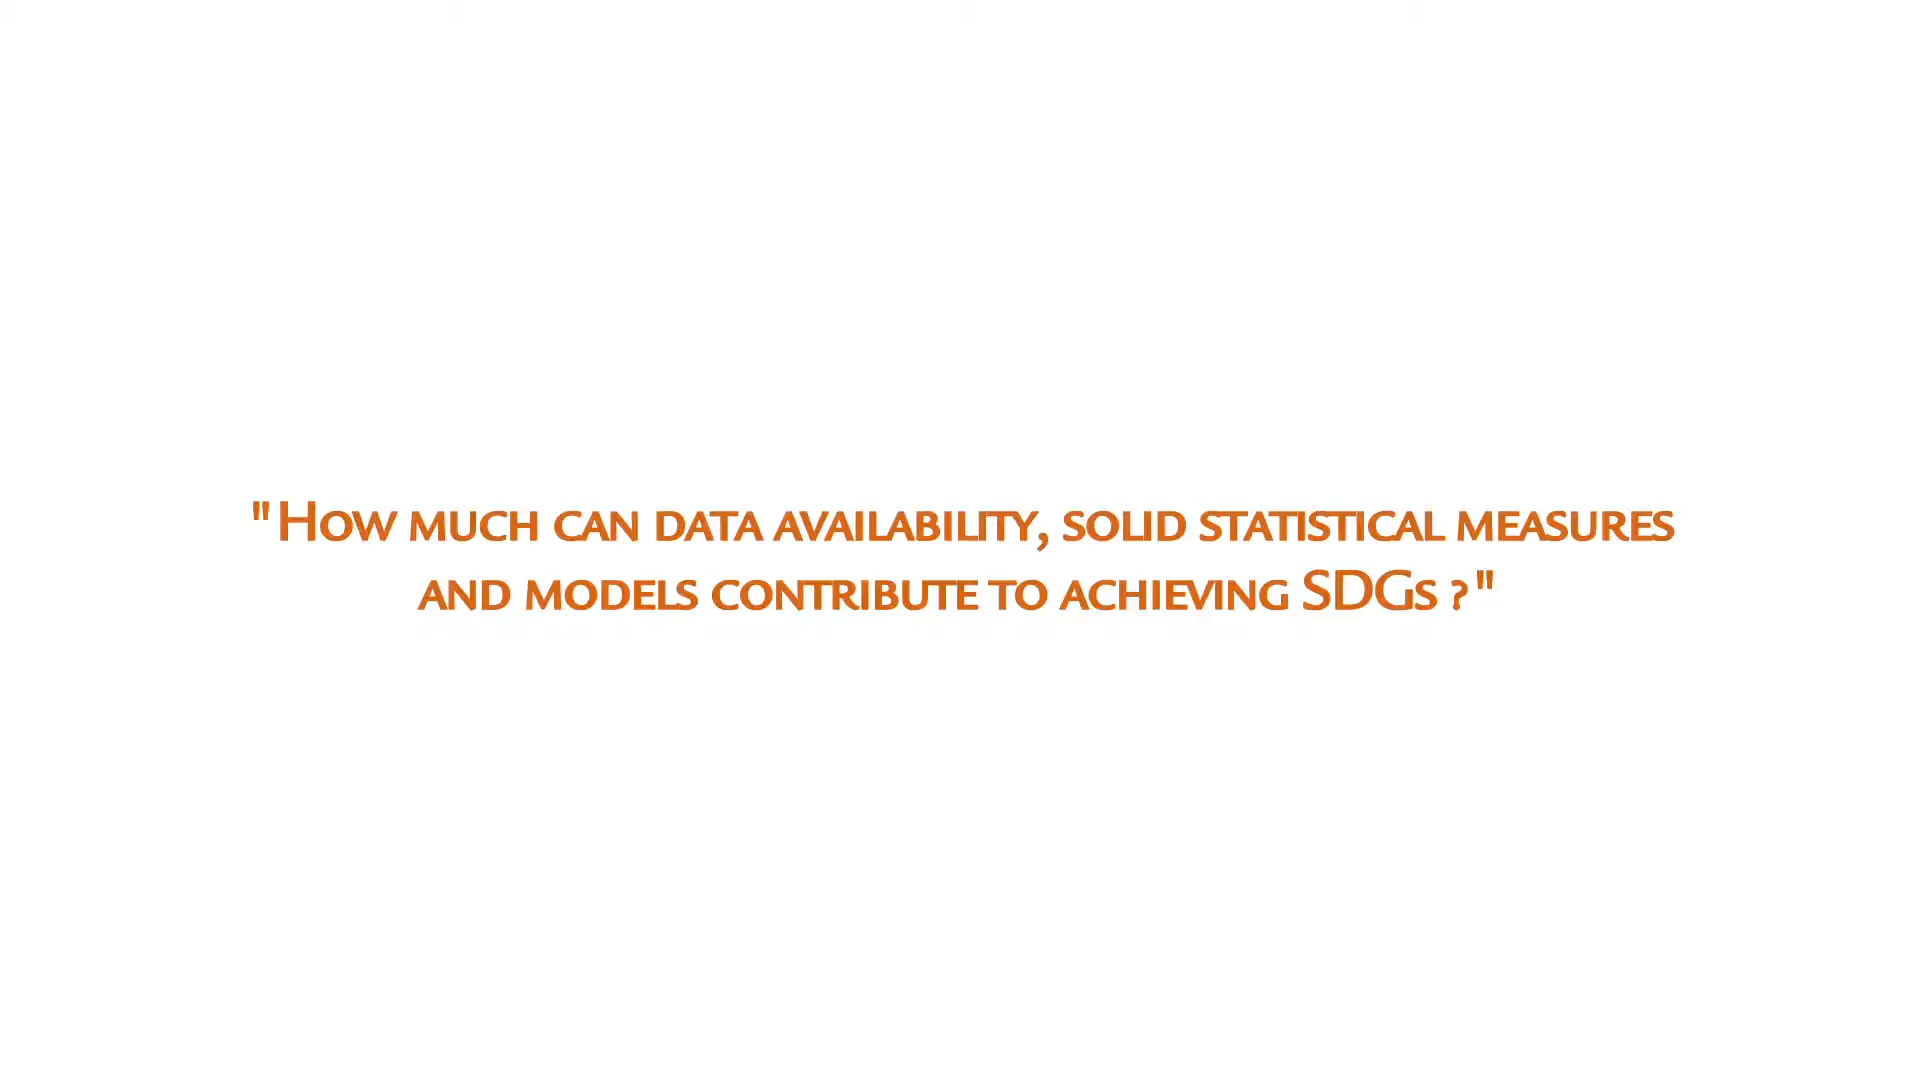 "How much can data availability, solid statistical measures
and models contribute to achieving SDGs ?"